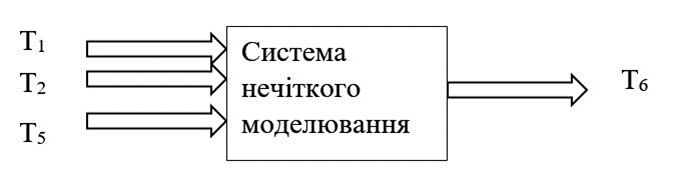 T₁
T₂
T₅
Система
нечіткого
моделювання
T₆